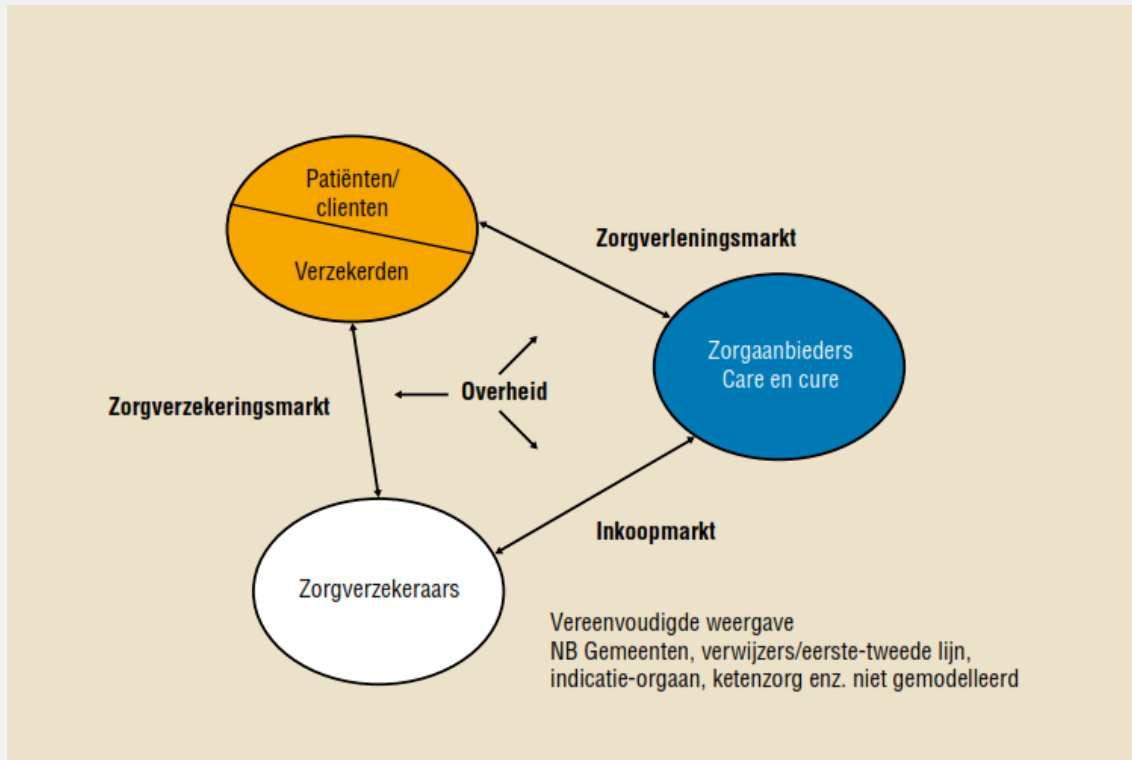 Patiënten/
clienten
Verzekerden
Zorgverleningsmarkt
Zorgaanbieders
Care en cure
Overheid
Zorgverzekeringsmarkt
Inkoopmarkt
Zorgverzekeraars
Vereenvoudigde weergave
NB Gemeenten, verwijzers/eerste-tweede lijn,
indicatie-orgaan, ketenzorg enz. niet gemodelleerd